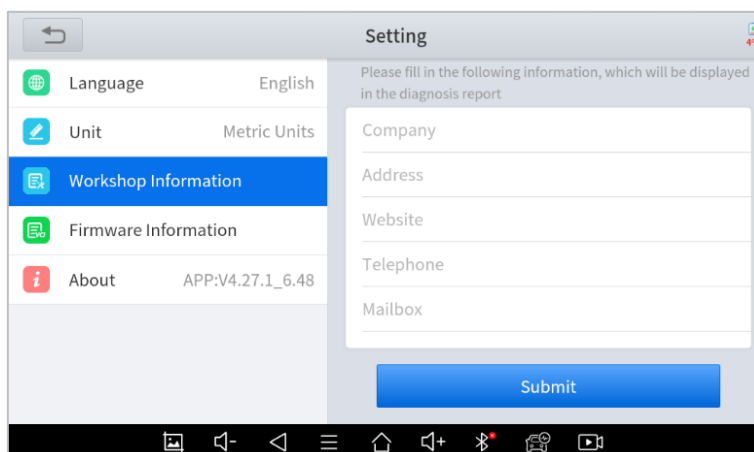 Setting
Language English
Unit Metric Units
Workshop Information
Firmware Information
About APP:V4.27.1_6.48
Please fill in the following information, which will be displayed
in the diagnosis report
Company
Address
Website
Telephone
Mailbox
Submit